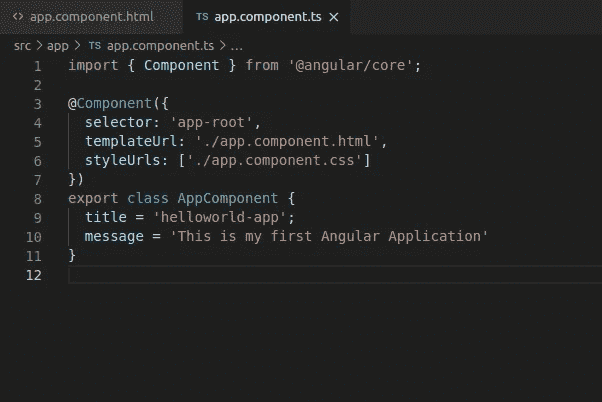 <> app.component.html
TS app.component.ts ×
src > app > TS app.component.ts > ...
1 import { Component } from '@angular/core';
2
3 @Component({
4   selector: 'app-root',
5   templateUrl: './app.component.html',
6   styleUrls: ['./app.component.css']
7 })
8 export class AppComponent {
9   title = 'helloworld-app';
10   message = 'This is my first Angular Application'
11 }
12